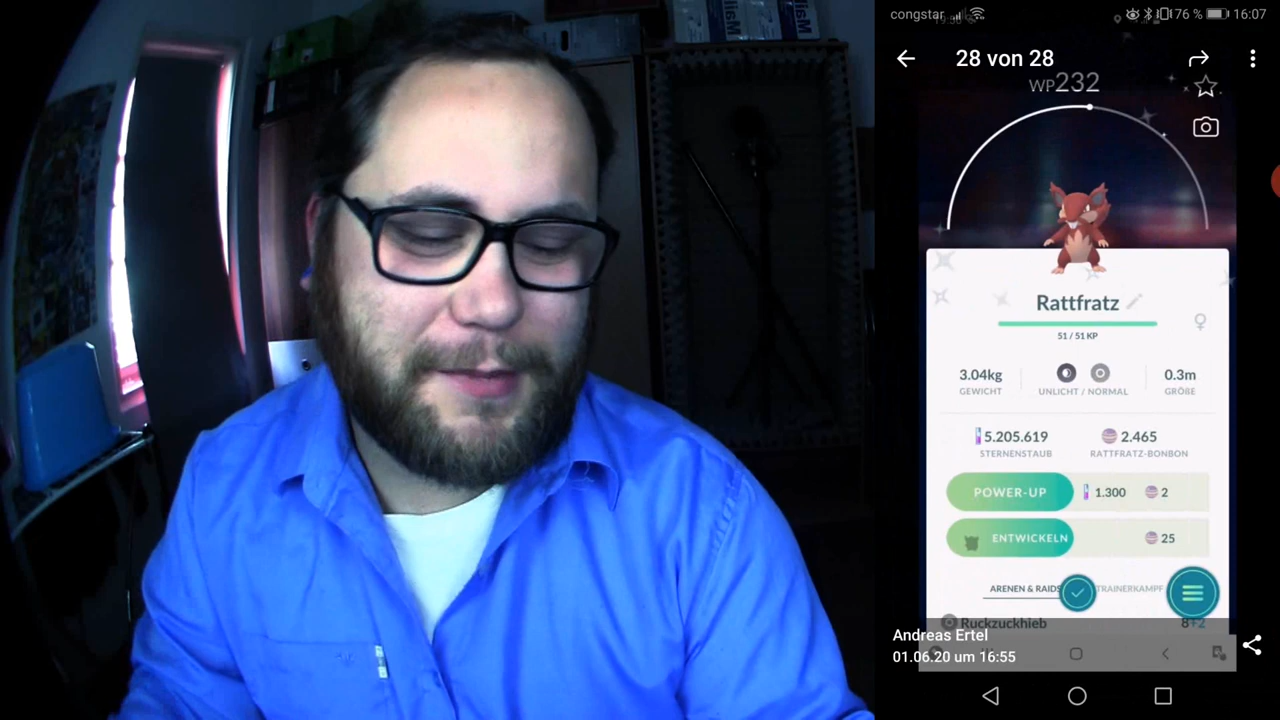 congstar
76 %
16:07
28 von 28
WP232
Rattfratz
51 / 51 KP
3.04kg
GEWICHT
UNLICHT / NORMAL
0.3m
GRÖßE
5.205.619
STERNENSTAUB
2.465
RATTFRATZ-BONBON
POWER-UP
1.300
2
ENTWICKELN
25
ARENEN & RAIDS
TRAINERKAMPF
Ruckzuckhieb
8+2
Andreas Ertel
01.06.20 um 16:55